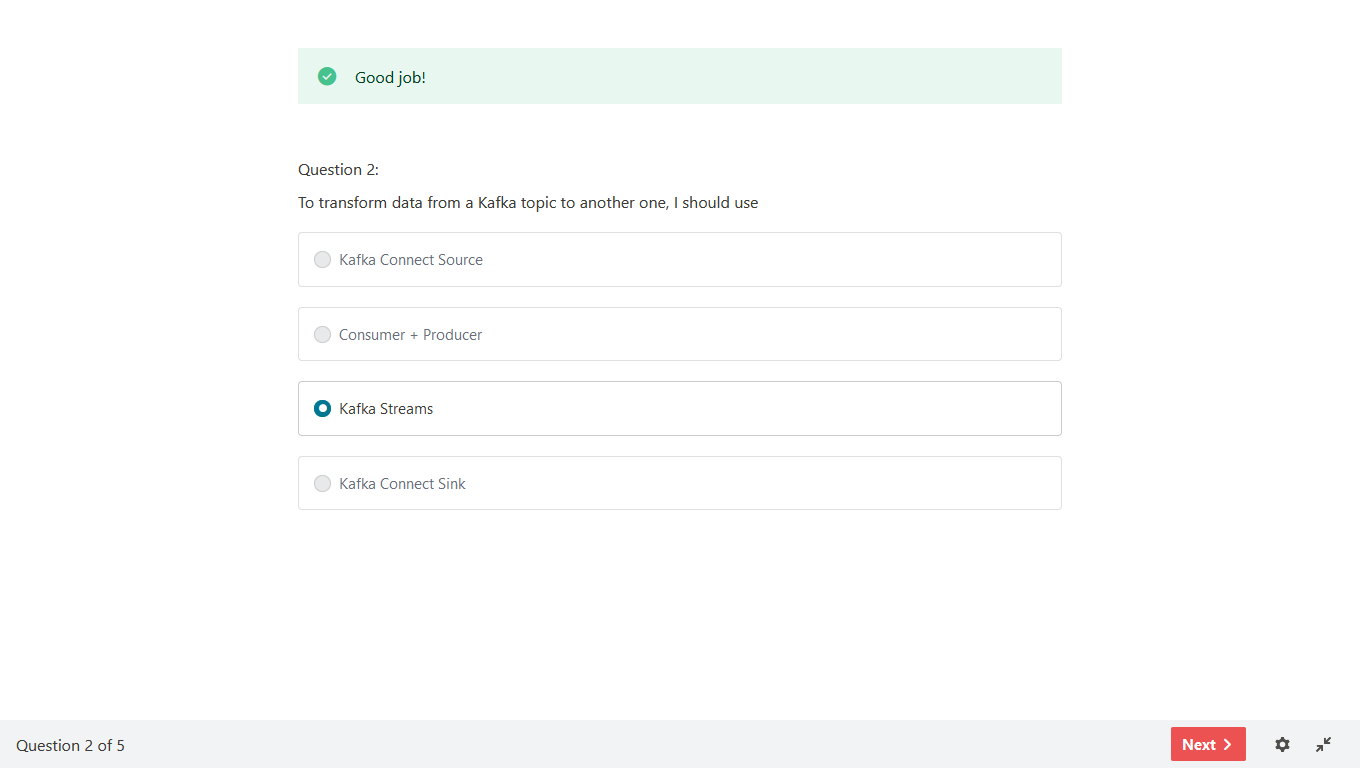 Good job!
Question 2:
To transform data from a Kafka topic to another one, I should use
Kafka Connect Source
Consumer + Producer
Kafka Streams
Kafka Connect Sink
Question 2 of 5
Next